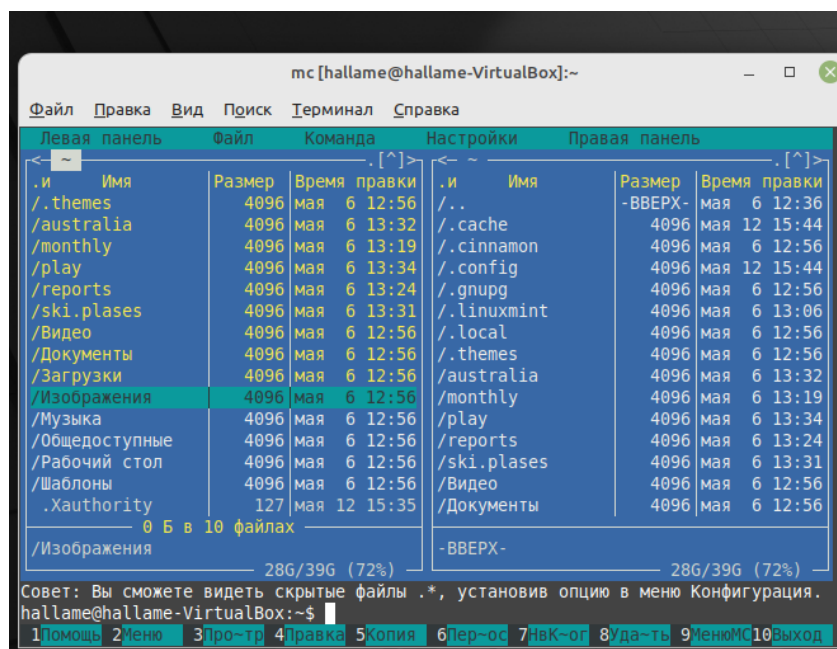 mc [hallame@hallame-VirtualBox]:~
Файл Правка Вид Поиск Терминал Справка
Левая панель Файл Команда Настройки Правая панель
<— ~ .[^]> <— ~ .[^]>
.и Имя Размер Время правки .и Имя Размер Время правки
/.themes 4096 мая 6 12:56 /.. -ВВЕРХ- мая 6 12:36
/australia 4096 мая 6 13:32 /.cache 4096 мая 12 15:44
/monthly 4096 мая 6 13:19 /.cinnamon 4096 мая 6 12:56
/play 4096 мая 6 13:34 /.config 4096 мая 12 15:44
/reports 4096 мая 6 13:24 /.gnupg 4096 мая 6 12:56
/ski.plases 4096 мая 6 13:31 /.linuxmint 4096 мая 6 13:06
/Видео 4096 мая 6 12:56 /.local 4096 мая 6 12:56
/Документы 4096 мая 6 12:56 /.themes 4096 мая 6 12:56
/Загрузки 4096 мая 6 12:56 /australia 4096 мая 6 13:32
/Изображения 4096 мая 6 12:56 /monthly 4096 мая 6 13:19
/Музыка 4096 мая 6 12:56 /play 4096 мая 6 13:34
/Общедоступные 4096 мая 6 12:56 /reports 4096 мая 6 13:24
/Рабочий стол 4096 мая 6 12:56 /ski.plases 4096 мая 6 13:31
/Шаблоны 4096 мая 6 12:56 /Видео 4096 мая 6 12:56
.Xauthority 127 мая 12 15:35 /Документы 4096 мая 6 12:56
0 Б в 10 файлах
/Изображения -ВВЕРХ-
28G/39G (72%) 28G/39G (72%)
Совет: Вы сможете видеть скрытые файлы .*, установив опцию в меню Конфигурация.
hallame@hallame-VirtualBox:~$
1Помощь 2Меню 3Про~тр 4Правка 5Копия 6Пер~ос 7НвК~ог 8Уда~ть 9МенюМС 10Выход